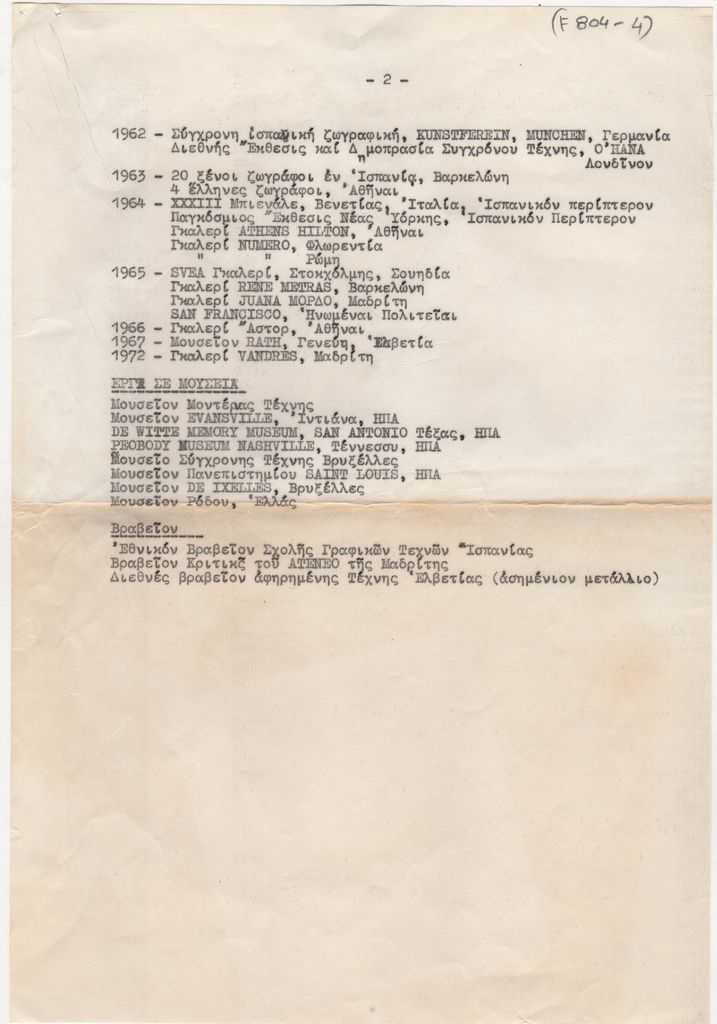 (F 804-4)
- 2 -
1962 - Σύγχρονη ἱσπανική ζωγραφική, KUNSTFEREIN, MUNCHEN, Γερμανία
Διεθνής Ἔκθεσις καί Δημοπρασία Συγχρόνου Τέχνης, O'HANA
Λονδῖνον
1963 - 20 ξένοι ζωγράφοι ἐν Ἱσπανίᾳ, Βαρκελώνη
4 ἕλληνες ζωγράφοι, Ἀθῆναι
1964 - XXXIII Μπιενάλε, Βενετίας, Ἰταλία, Ἱσπανικόν περίπτερον
Παγκόσμιος Ἔκθεσις Νέας Ὑόρκης, Ἱσπανικόν Περίπτερον
Γκαλερί ATHENS HILTON, Ἀθῆναι
Γκαλερί NUMERO, Φλωρεντία
" " Ρώμη
1965 - SVEA Γκαλερί, Στοκχόλμης, Σουηδία
Γκαλερί RENE METRAS, Βαρκελώνη
Γκαλερί JUANA ΜΟΡΔΟ, Μαδρίτη
SAN FRANCISCO, Ἡνωμέναι Πολιτεῖαι
1966 - Γκαλερί Ἄστορ, Ἀθῆναι
1967 - Μουσεῖον RATH, Γενεύη, Ἑλβετία
1972 - Γκαλερί VANDRES, Μαδρίτη
ΕΡΓΑ ΣΕ ΜΟΥΣΕΙΑ
Μουσεῖον Μοντέρνας Τέχνης
Μουσεῖον EVANSVILLE, Ἰντιάνα, ΗΠΑ
DE WITTE MEMORY MUSEUM, SAN ANTONIO Τέξας, ΗΠΑ
PEOBODY MUSEUM NASHVILLE, Τέννεσσυ, ΗΠΑ
Μουσεῖο Σύγχρονης Τέχνης Βρυξέλλες
Μουσεῖον Πανεπιστημίου SAINT LOUIS, ΗΠΑ
Μουσεῖον DE IXELLES, Βρυξέλλες
Μουσεῖον Ρόδου, Ἑλλάς
Βραβεῖον
Ἐθνικόν Βραβεῖον Σχολῆς Γραφικῶν Τεχνῶν Ἱσπανίας
Βραβεῖον τοῦ ATENEO τῆς Μαδρίτης
Διεθνές βραβεῖον ἀφηρημένης Τέχνης Ἑλβετίας (ἀσημένιον μετάλλιο)